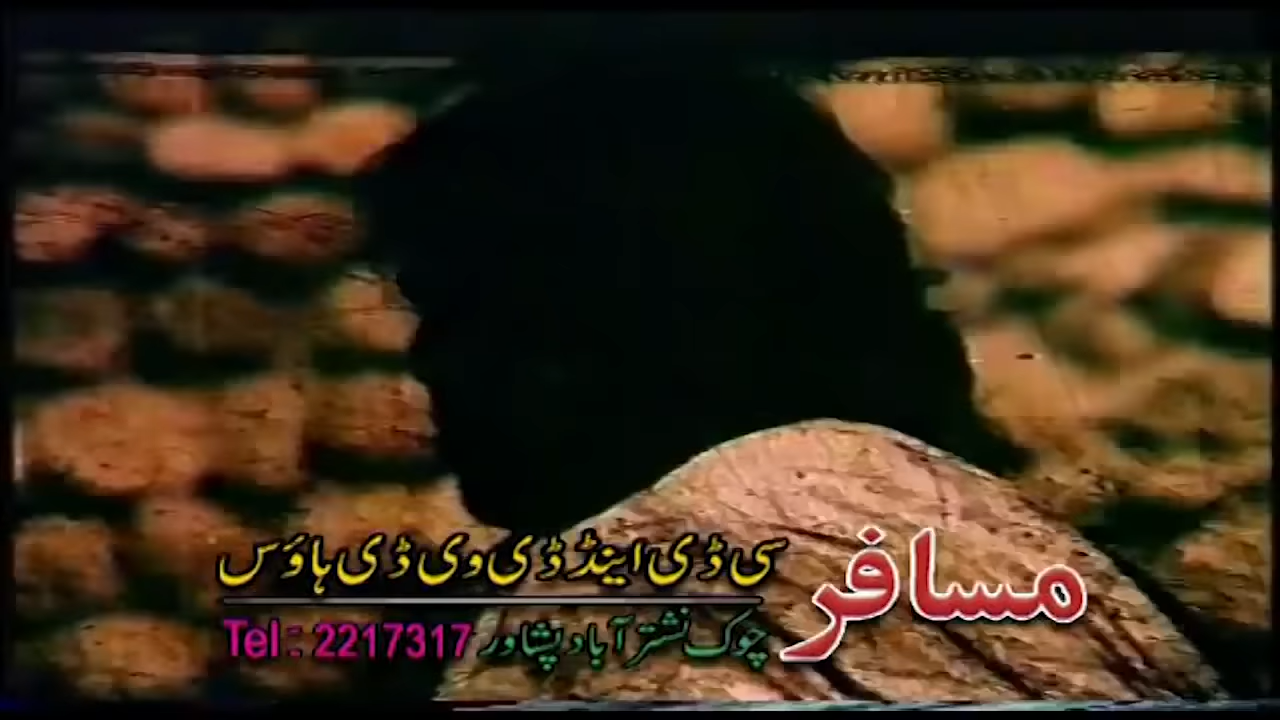 مسافر
سی ڈی اینڈ ڈی وی ڈی ہاؤس
چوک نشتر آباد پشاور Tel : 2217317